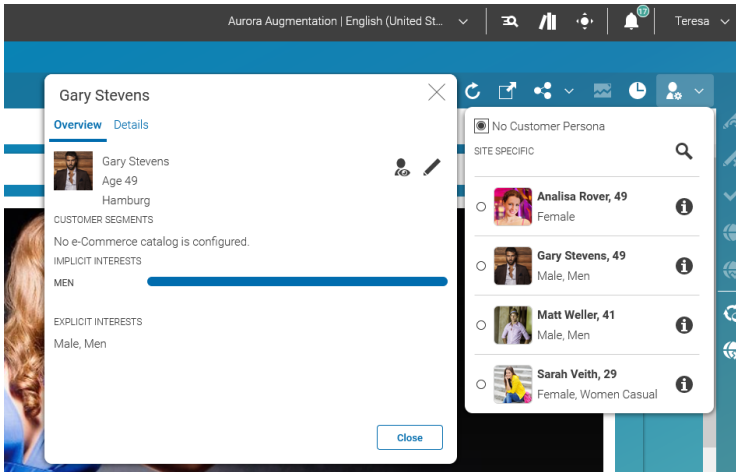 Aurora Augmentation | English (United St...
17
Teresa
Gary Stevens
Overview Details
Gary Stevens
Age 49
Hamburg
CUSTOMER SEGMENTS
No e-Commerce catalog is configured.
IMPLICIT INTERESTS
MEN
EXPLICIT INTERESTS
Male, Men
Close
No Customer Persona
SITE SPECIFIC
Analisa Rover, 49
Female
Gary Stevens, 49
Male, Men
Matt Weller, 41
Male, Men
Sarah Veith, 29
Female, Women Casual